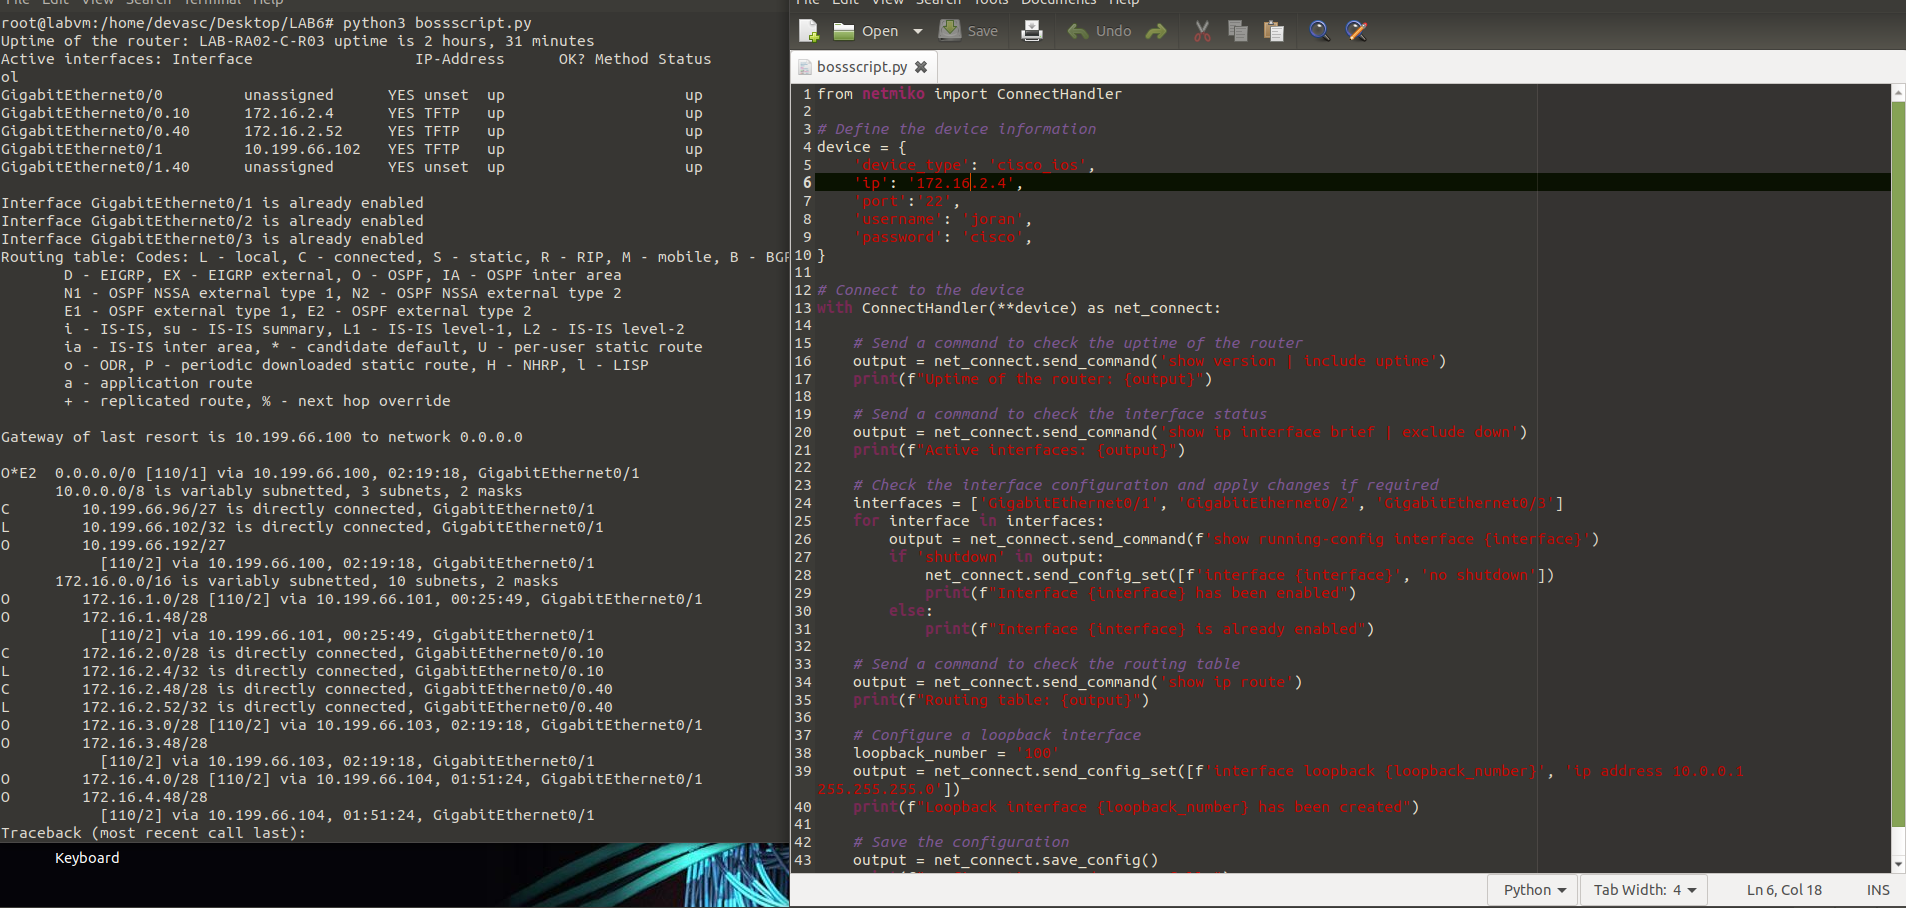 File Edit View Search Terminal Help
root@labvm:/home/devasc/Desktop/LAB6# python3 bossscript.py
Uptime of the router: LAB-RA02-C-R03 uptime is 2 hours, 31 minutes
Active interfaces: Interface                  IP-Address      OK? Method Status
ol
GigabitEthernet0/0         unassigned      YES unset  up                    up
GigabitEthernet0/0.10      172.16.2.4      YES TFTP   up                    up
GigabitEthernet0/0.40      172.16.2.52     YES TFTP   up                    up
GigabitEthernet0/1         10.199.66.102   YES TFTP   up                    up
GigabitEthernet0/1.40      unassigned      YES unset  up                    up
Interface GigabitEthernet0/1 is already enabled
Interface GigabitEthernet0/2 is already enabled
Interface GigabitEthernet0/3 is already enabled
Routing table: Codes: L - local, C - connected, S - static, R - RIP, M - mobile, B - BGP
D - EIGRP, EX - EIGRP external, O - OSPF, IA - OSPF inter area
N1 - OSPF NSSA external type 1, N2 - OSPF NSSA external type 2
E1 - OSPF external type 1, E2 - OSPF external type 2
i - IS-IS, su - IS-IS summary, L1 - IS-IS level-1, L2 - IS-IS level-2
ia - IS-IS inter area, * - candidate default, U - per-user static route
o - ODR, P - periodic downloaded static route, H - NHRP, l - LISP
a - application route
+ - replicated route, % - next hop override
Gateway of last resort is 10.199.66.100 to network 0.0.0.0
O*E2  0.0.0.0/0 [110/1] via 10.199.66.100, 02:19:18, GigabitEthernet0/1
10.0.0.0/8 is variably subnetted, 3 subnets, 2 masks
C        10.199.66.96/27 is directly connected, GigabitEthernet0/1
L        10.199.66.102/32 is directly connected, GigabitEthernet0/1
O        10.199.66.192/27
[110/2] via 10.199.66.100, 02:19:18, GigabitEthernet0/1
172.16.0.0/16 is variably subnetted, 10 subnets, 2 masks
O        172.16.1.0/28 [110/2] via 10.199.66.101, 00:25:49, GigabitEthernet0/1
O        172.16.1.48/28
[110/2] via 10.199.66.101, 00:25:49, GigabitEthernet0/1
C        172.16.2.0/28 is directly connected, GigabitEthernet0/0.10
L        172.16.2.4/32 is directly connected, GigabitEthernet0/0.10
C        172.16.2.48/28 is directly connected, GigabitEthernet0/0.40
L        172.16.2.52/32 is directly connected, GigabitEthernet0/0.40
O        172.16.3.0/28 [110/2] via 10.199.66.103, 02:19:18, GigabitEthernet0/1
O        172.16.3.48/28
[110/2] via 10.199.66.103, 02:19:18, GigabitEthernet0/1
O        172.16.4.0/28 [110/2] via 10.199.66.104, 01:51:24, GigabitEthernet0/1
O        172.16.4.48/28
[110/2] via 10.199.66.104, 01:51:24, GigabitEthernet0/1
Traceback (most recent call last):
Keyboard
File Edit View Search Tools Documents Help
Open Save Undo
bossscript.py
1 from netmiko import ConnectHandler
2
3 # Define the device information
4 device = {
5     'device_type': 'cisco_ios',
6     'ip': '172.16.2.4',
7     'port':'22',
8     'username': 'joran',
9     'password': 'cisco',
10 }
11
12 # Connect to the device
13 with ConnectHandler(**device) as net_connect:
14
15     # Send a command to check the uptime of the router
16     output = net_connect.send_command('show version | include uptime')
17     print(f"Uptime of the router: {output}")
18
19     # Send a command to check the interface status
20     output = net_connect.send_command('show ip interface brief | exclude down')
21     print(f"Active interfaces: {output}")
22
23     # Check the interface configuration and apply changes if required
24     interfaces = ['GigabitEthernet0/1', 'GigabitEthernet0/2', 'GigabitEthernet0/3']
25     for interface in interfaces:
26         output = net_connect.send_command(f'show running-config interface {interface}')
27         if 'shutdown' in output:
28             net_connect.send_config_set([f'interface {interface}', 'no shutdown'])
29             print(f"Interface {interface} has been enabled")
30         else:
31             print(f"Interface {interface} is already enabled")
32
33     # Send a command to check the routing table
34     output = net_connect.send_command('show ip route')
35     print(f"Routing table: {output}")
36
37     # Configure a loopback interface
38     loopback_number = '100'
39     output = net_connect.send_config_set([f'interface loopback {loopback_number}', 'ip address 10.0.0.1
255.255.255.0'])
40     print(f"Loopback interface {loopback_number} has been created")
41
42     # Save the configuration
43     output = net_connect.save_config()
Python Tab Width: 4 Ln 6, Col 18 INS